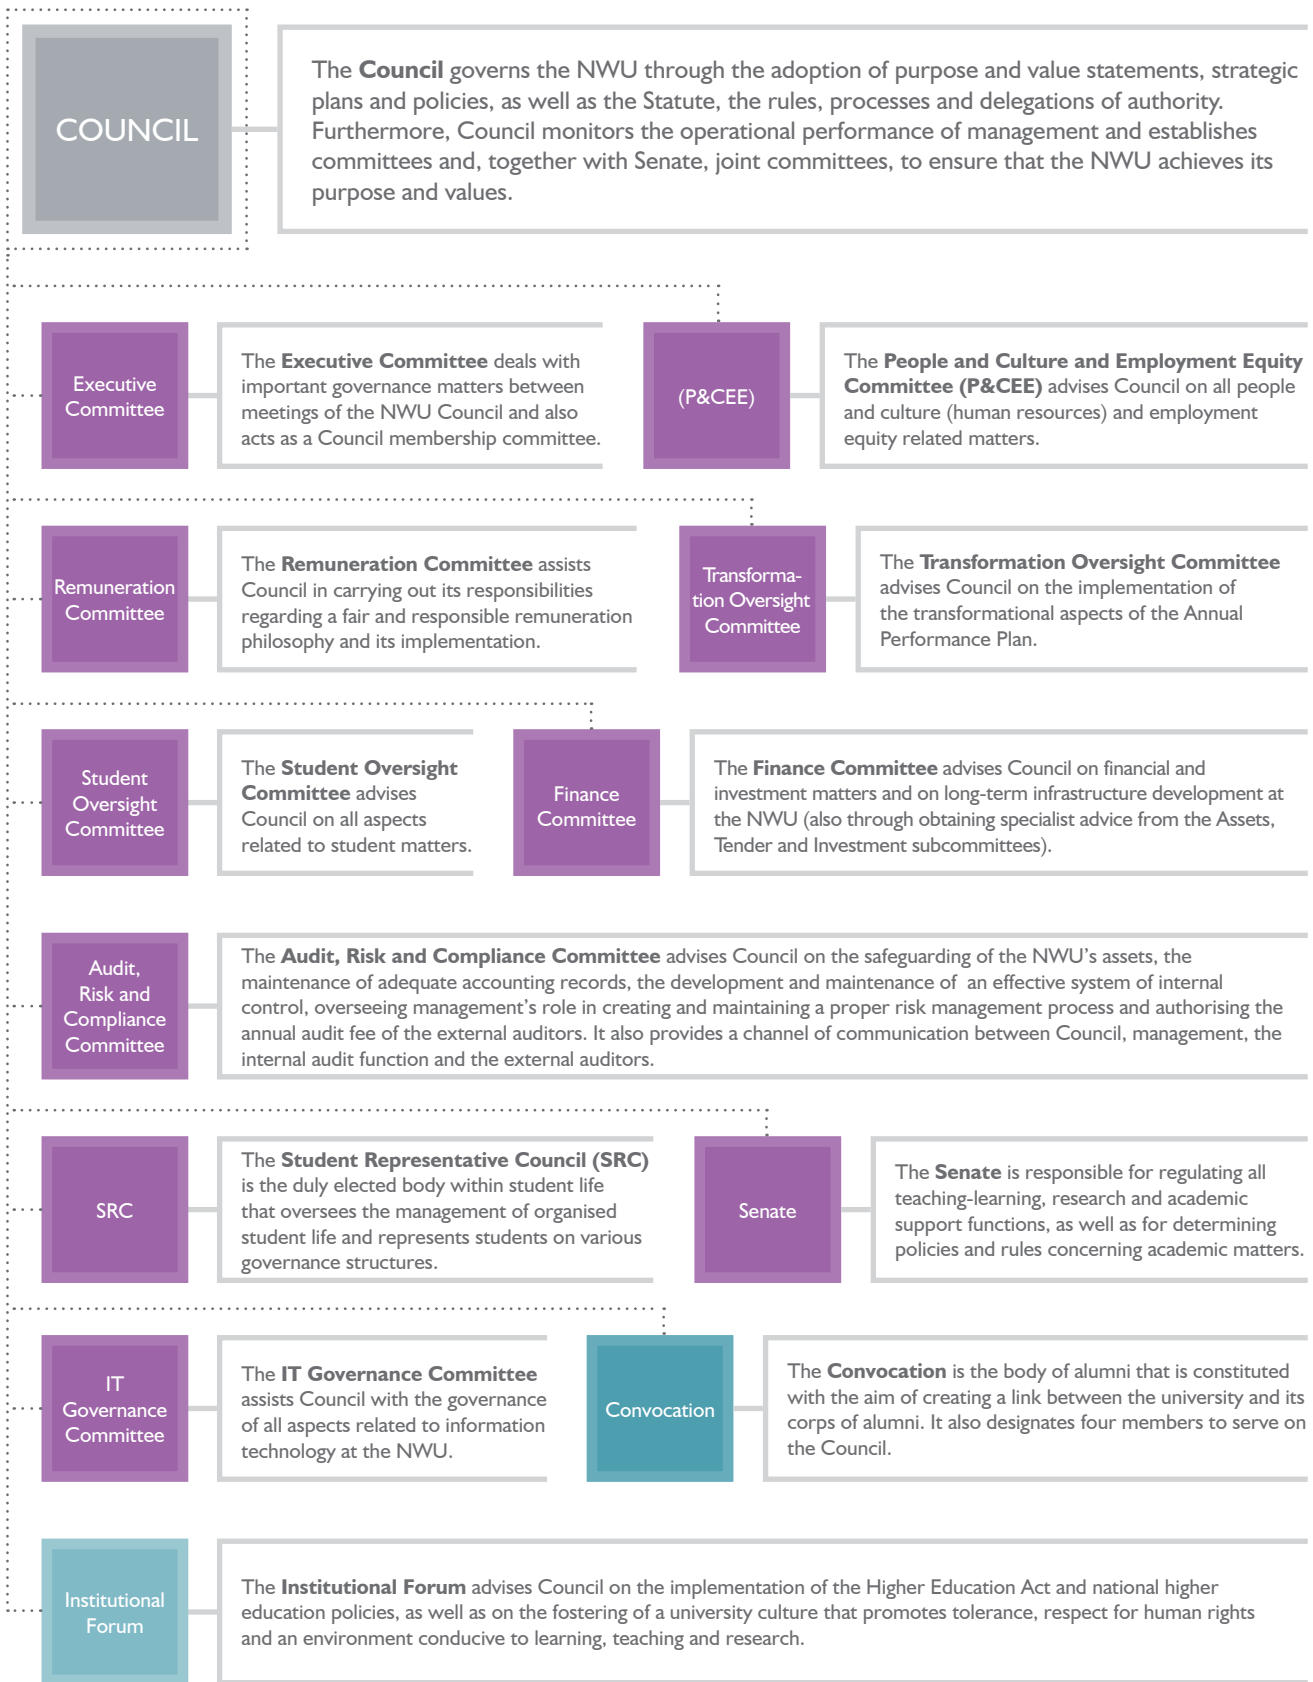 COUNCIL
The Council governs the NWU through the adoption of purpose and value statements, strategic
plans and policies, as well as the Statute, the rules, processes and delegations of authority.
Furthermore, Council monitors the operational performance of management and establishes
committees and, together with Senate, joint committees, to ensure that the NWU achieves its
purpose and values.
Executive
Committee
The Executive Committee deals with
important governance matters between
meetings of the NWU Council and also
acts as a Council membership committee.
(P&CEE)
The People and Culture and Employment Equity
Committee (P&CEE) advises Council on all people
and culture (human resources) and employment
equity related matters.
Remuneration
Committee
The Remuneration Committee assists
Council in carrying out its responsibilities
regarding a fair and responsible remuneration
philosophy and its implementation.
Transforma-
tion Oversight
Committee
The Transformation Oversight Committee
advises Council on the implementation of
the transformational aspects of the Annual
Performance Plan.
Student
Oversight
Committee
The Student Oversight
Committee advises
Council on all aspects
related to student matters.
Finance
Committee
The Finance Committee advises Council on financial and
investment matters and on long-term infrastructure development at
the NWU (also through obtaining specialist advice from the Assets,
Tender and Investment subcommittees).
Audit,
Risk and
Compliance
Committee
The Audit, Risk and Compliance Committee advises Council on the safeguarding of the NWU's assets, the
maintenance of adequate accounting records, the development and maintenance of an effective system of internal
control, overseeing management's role in creating and maintaining a proper risk management process and authorising the
annual audit fee of the external auditors. It also provides a channel of communication between Council, management, the
internal audit function and the external auditors.
SRC
The Student Representative Council (SRC)
is the duly elected body within student life
that oversees the management of organised
student life and represents students on various
governance structures.
Senate
The Senate is responsible for regulating all
teaching-learning, research and academic
support functions, as well as for determining
policies and rules concerning academic matters.
IT
Governance
Committee
The IT Governance Committee
assists Council with the governance
of all aspects related to information
technology at the NWU.
Convocation
The Convocation is the body of alumni that is constituted
with the aim of creating a link between the university and its
corps of alumni. It also designates four members to serve on
the Council.
Institutional
Forum
The Institutional Forum advises Council on the implementation of the Higher Education Act and national higher
education policies, as well as on the fostering of a university culture that promotes tolerance, respect for human rights
and an environment conducive to learning, teaching and research.